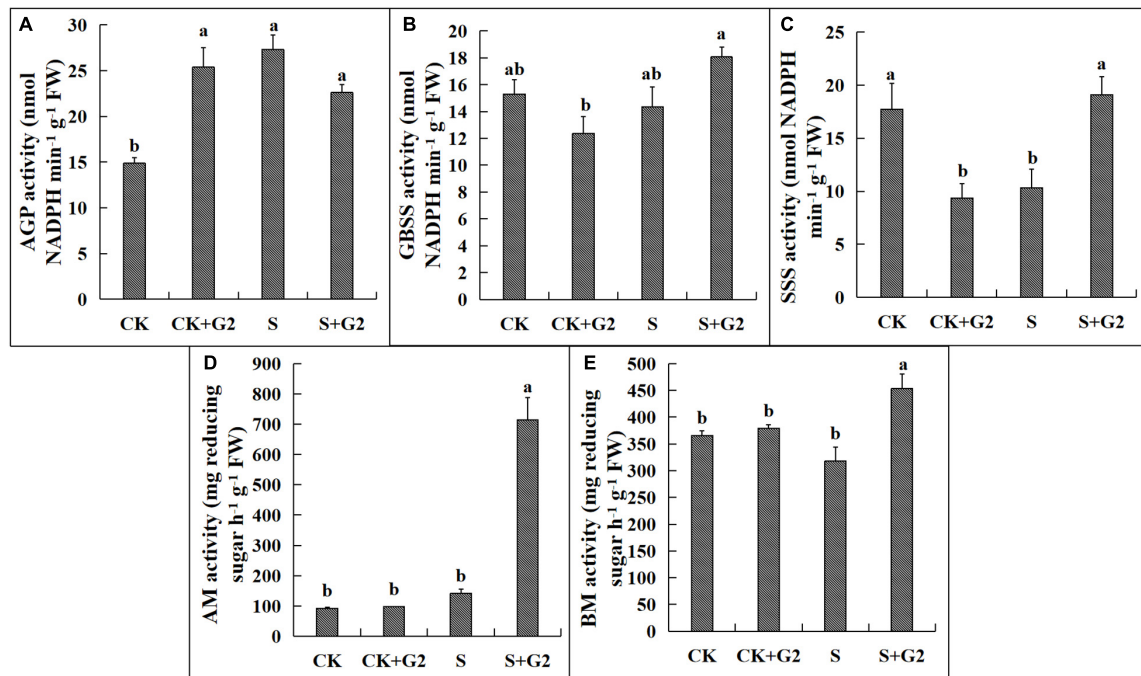 A
AGP activity (nmol
NADPH min⁻¹ g⁻¹ FW)
30
25
20
15
10
5
0
b
a
a
a
CK
CK+G2
S
S+G2
B
GBSS activity (nmol
NADPH min⁻¹ g⁻¹ FW)
20
18
16
14
12
10
8
6
4
2
0
ab
b
ab
a
CK
CK+G2
S
S+G2
C
SSS activity (nmol NADPH
min⁻¹ g⁻¹ FW)
25
20
15
10
5
0
a
b
b
a
CK
CK+G2
S
S+G2
D
AM activity (mg reducing
sugar h⁻¹ g⁻¹ FW)
900
800
700
600
500
400
300
200
100
0
b
b
b
a
CK
CK+G2
S
S+G2
E
BM activity (mg reducing
sugar h⁻¹ g⁻¹ FW)
500
450
400
350
300
250
200
150
100
50
0
b
b
b
a
CK
CK+G2
S
S+G2